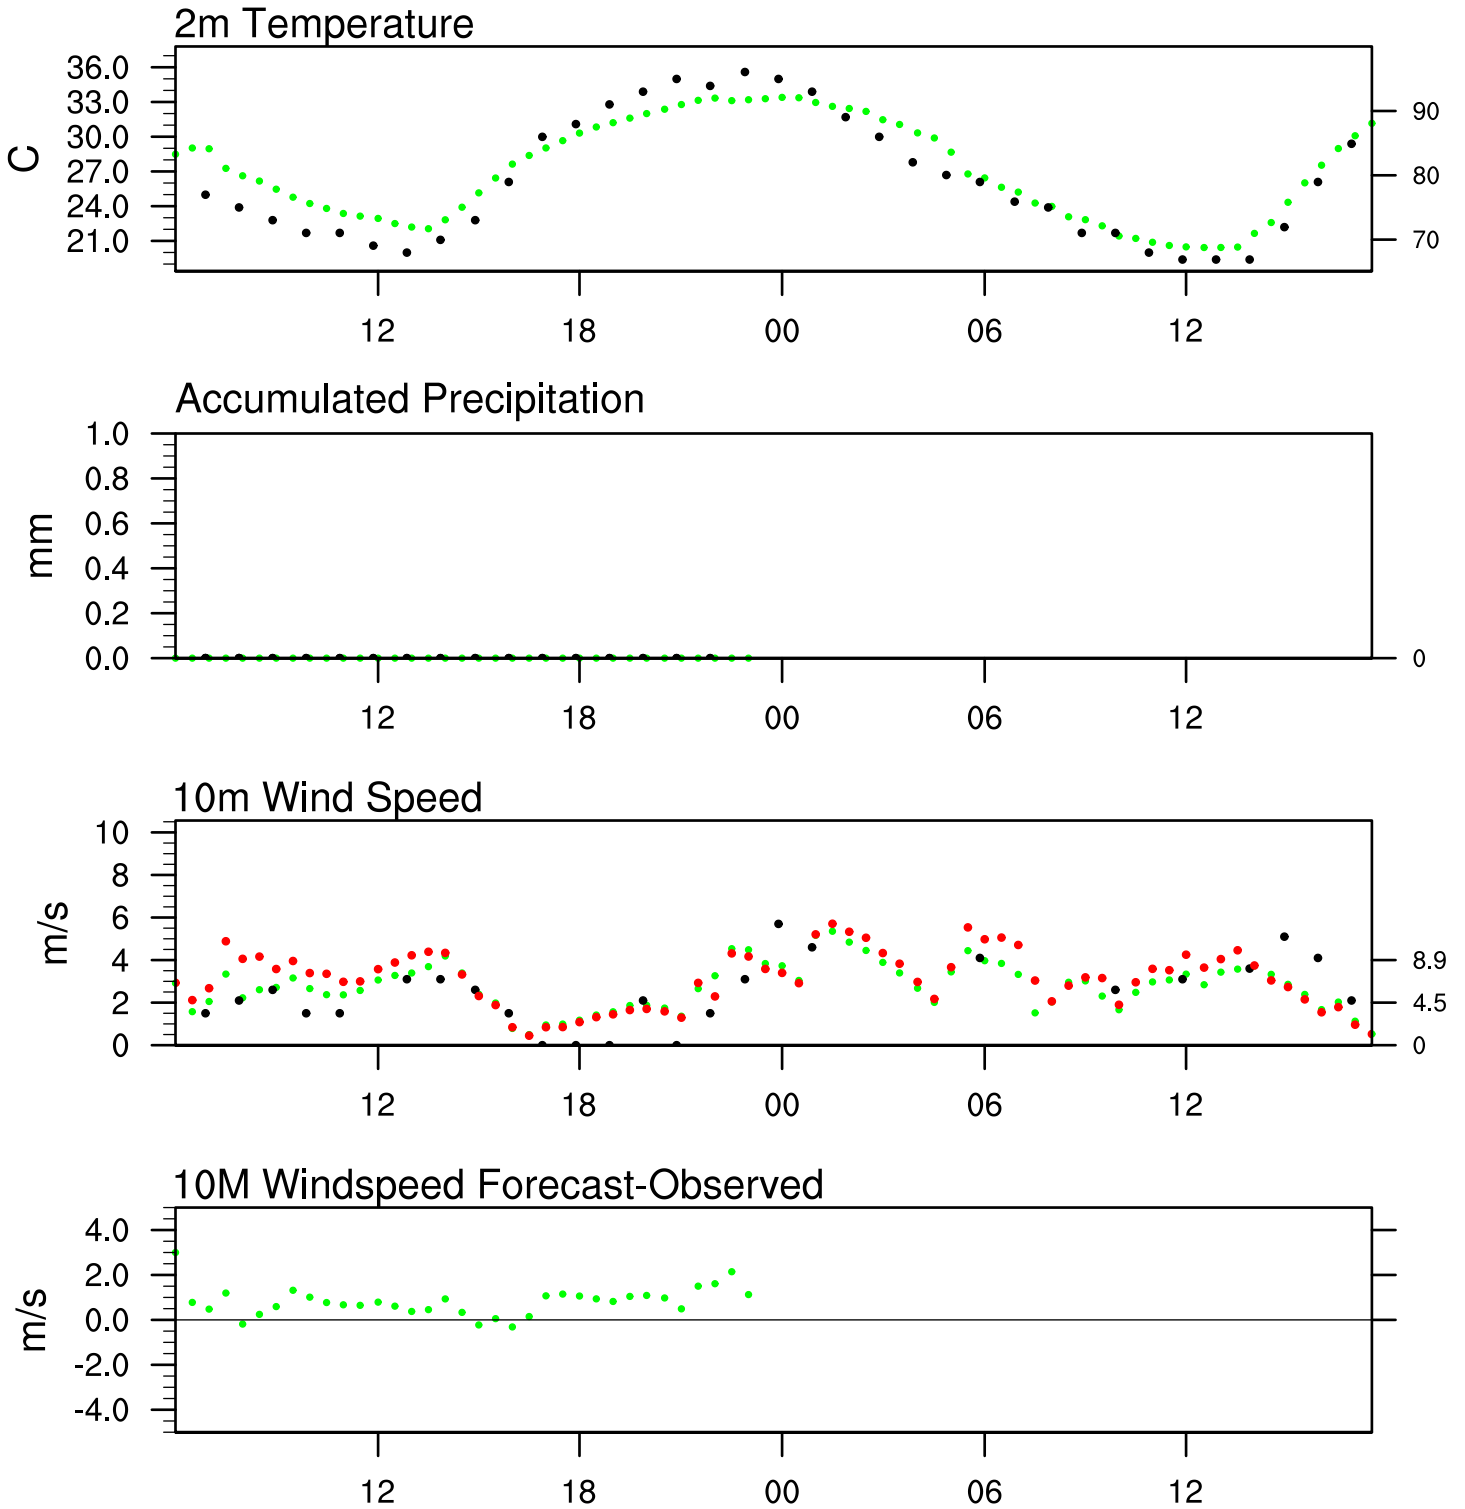 2m Temperature
36.0
33.0
30.0
27.0
24.0
21.0
C
90
80
70
12 18 00 06 12
Accumulated Precipitation
1.0
0.8
0.6
0.4
0.2
0.0
mm
0
12 18 00 06 12
10m Wind Speed
10
8
6
4
2
0
m/s
8.9
4.5
0
12 18 00 06 12
10M Windspeed Forecast-Observed
4.0
2.0
0.0
-2.0
-4.0
m/s
12 18 00 06 12